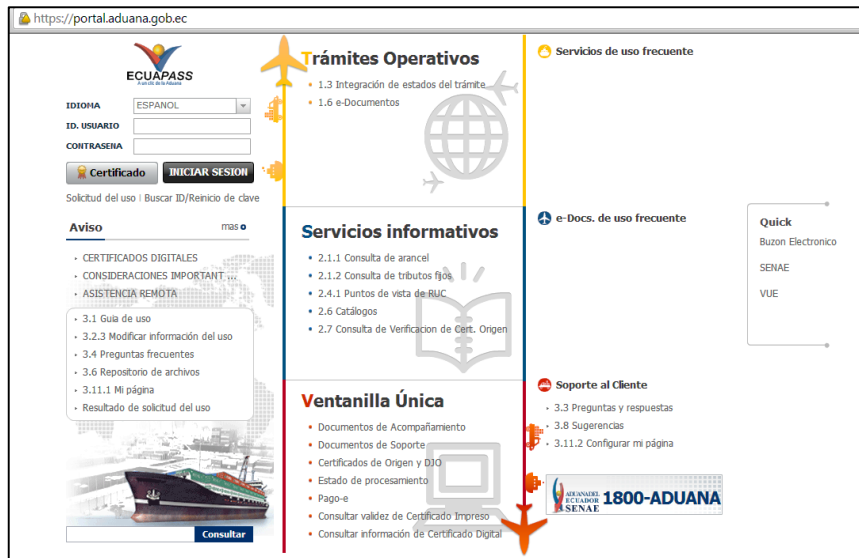 https://portal.aduana.gob.ec
ECUAPASS
A un clic de la Aduana
IDIOMA
ESPANOL
ID. USUARIO
CONTRASENA
Certificado
INICIAR SESION
Solicitud del uso | Buscar ID/Reinicio de clave
Aviso
mas
CERTIFICADOS DIGITALES
CONSIDERACIONES IMPORTANT ...
ASISTENCIA REMOTA
3.1 Guia de uso
3.2.3 Modificar información del uso
3.4 Preguntas frecuentes
3.6 Repositorio de archivos
3.11.1 Mi página
Resultado de solicitud del uso
Consultar
Trámites Operativos
1.3 Integración de estados del trámite
1.6 e-Documentos
Servicios informativos
2.1.1 Consulta de arancel
2.1.2 Consulta de tributos fijos
2.4.1 Puntos de vista de RUC
2.6 Catálogos
2.7 Consulta de Verificacion de Cert. Origen
Ventanilla Única
Documentos de Acompañamiento
Documentos de Soporte
Certificados de Origen y DJO
Estado de procesamiento
Pago-e
Consultar validez de Certificado Impreso
Consultar información de Certificado Digital
Servicios de uso frecuente
e-Docs. de uso frecuente
Soporte al Cliente
3.3 Preguntas y respuestas
3.8 Sugerencias
3.11.2 Configurar mi página
ADUANA DEL
ECUADOR
SENAE
1800-ADUANA
Quick
Buzon Electronico
SENAE
VUE